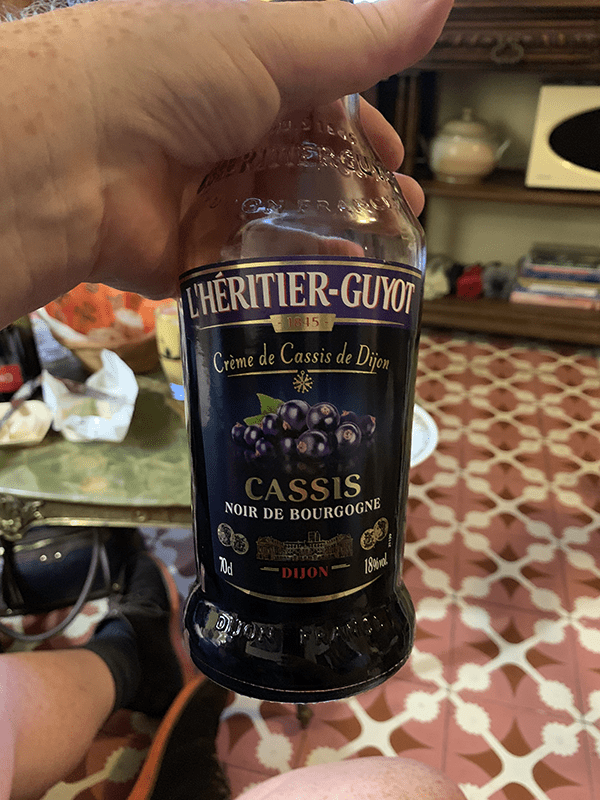 L'HÉRITIER-GUYOT
1845
Crème de Cassis de Dijon
CASSIS
NOIR DE BOURGOGNE
70cl
DIJON
18%vol.
DIJON FRANCE